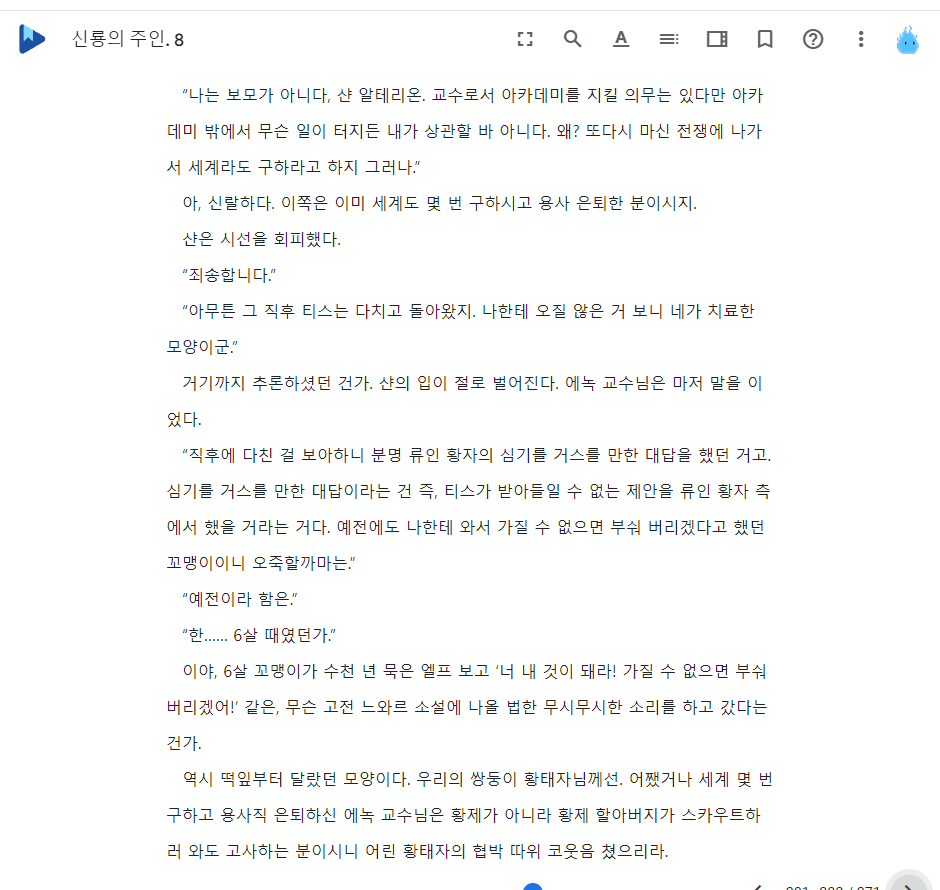 신룡의 주인. 8
“나는 보모가 아니다, 샨 알테리온. 교수로서 아카데미를 지킬 의무는 있다만 아카
데미 밖에서 무슨 일이 터지든 내가 상관할 바 아니다. 왜? 또다시 마신 전쟁에 나가
서 세계라도 구하라고 하지 그러나.”
아, 신랄하다. 이쪽은 이미 세계도 몇 번 구하시고 용사 은퇴한 분이시지.
샨은 시선을 회피했다.
“죄송합니다.”
“아무튼 그 직후 티스는 다치고 돌아왔지. 나한테 오질 않은 거 보니 네가 치료한
모양이군.”
거기까지 추론하셨던 건가. 샨의 입이 절로 벌어진다. 에녹 교수님은 마저 말을 이
었다.
“직후에 다친 걸 보아하니 분명 류인 황자의 심기를 거스를 만한 대답을 했던 거고.
심기를 거스를 만한 대답이라는 건 즉, 티스가 받아들일 수 없는 제안을 류인 황자 측
에서 했을 거라는 거다. 예전에도 나한테 와서 가질 수 없으면 부숴 버리겠다고 했던
꼬맹이이니 오죽할까마는.”
“예전이라 함은.”
“한…… 6살 때였던가.”
이야, 6살 꼬맹이가 수천 년 묵은 엘프 보고 ‘너 내 것이 돼라! 가질 수 없으면 부숴
버리겠어!’ 같은, 무슨 고전 느와르 소설에 나올 법한 무시무시한 소리를 하고 갔다는
건가.
역시 떡잎부터 달랐던 모양이다. 우리의 쌍둥이 황태자님께선. 어쨌거나 세계 몇 번
구하고 용사직 은퇴하신 에녹 교수님은 황제가 아니라 황제 할아버지가 스카우트하
러 와도 고사하는 분이시니 어린 황태자의 협박 따위 코웃음 쳤으리라.